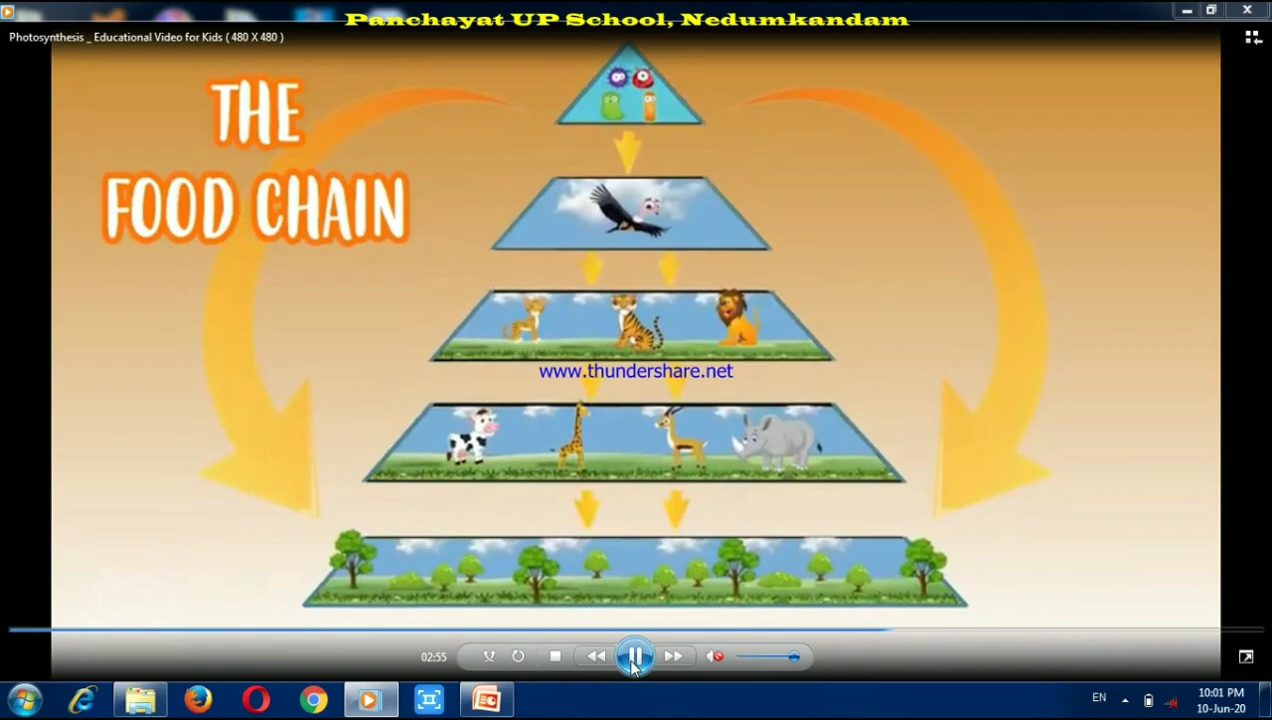 Panchayat UP School, Nedumkandam
Photosynthesis _ Educational Video for Kids ( 480 X 480 )
THE
FOOD CHAIN
www.thundershare.net
02:55
EN
10:01 PM
10-Jun-20